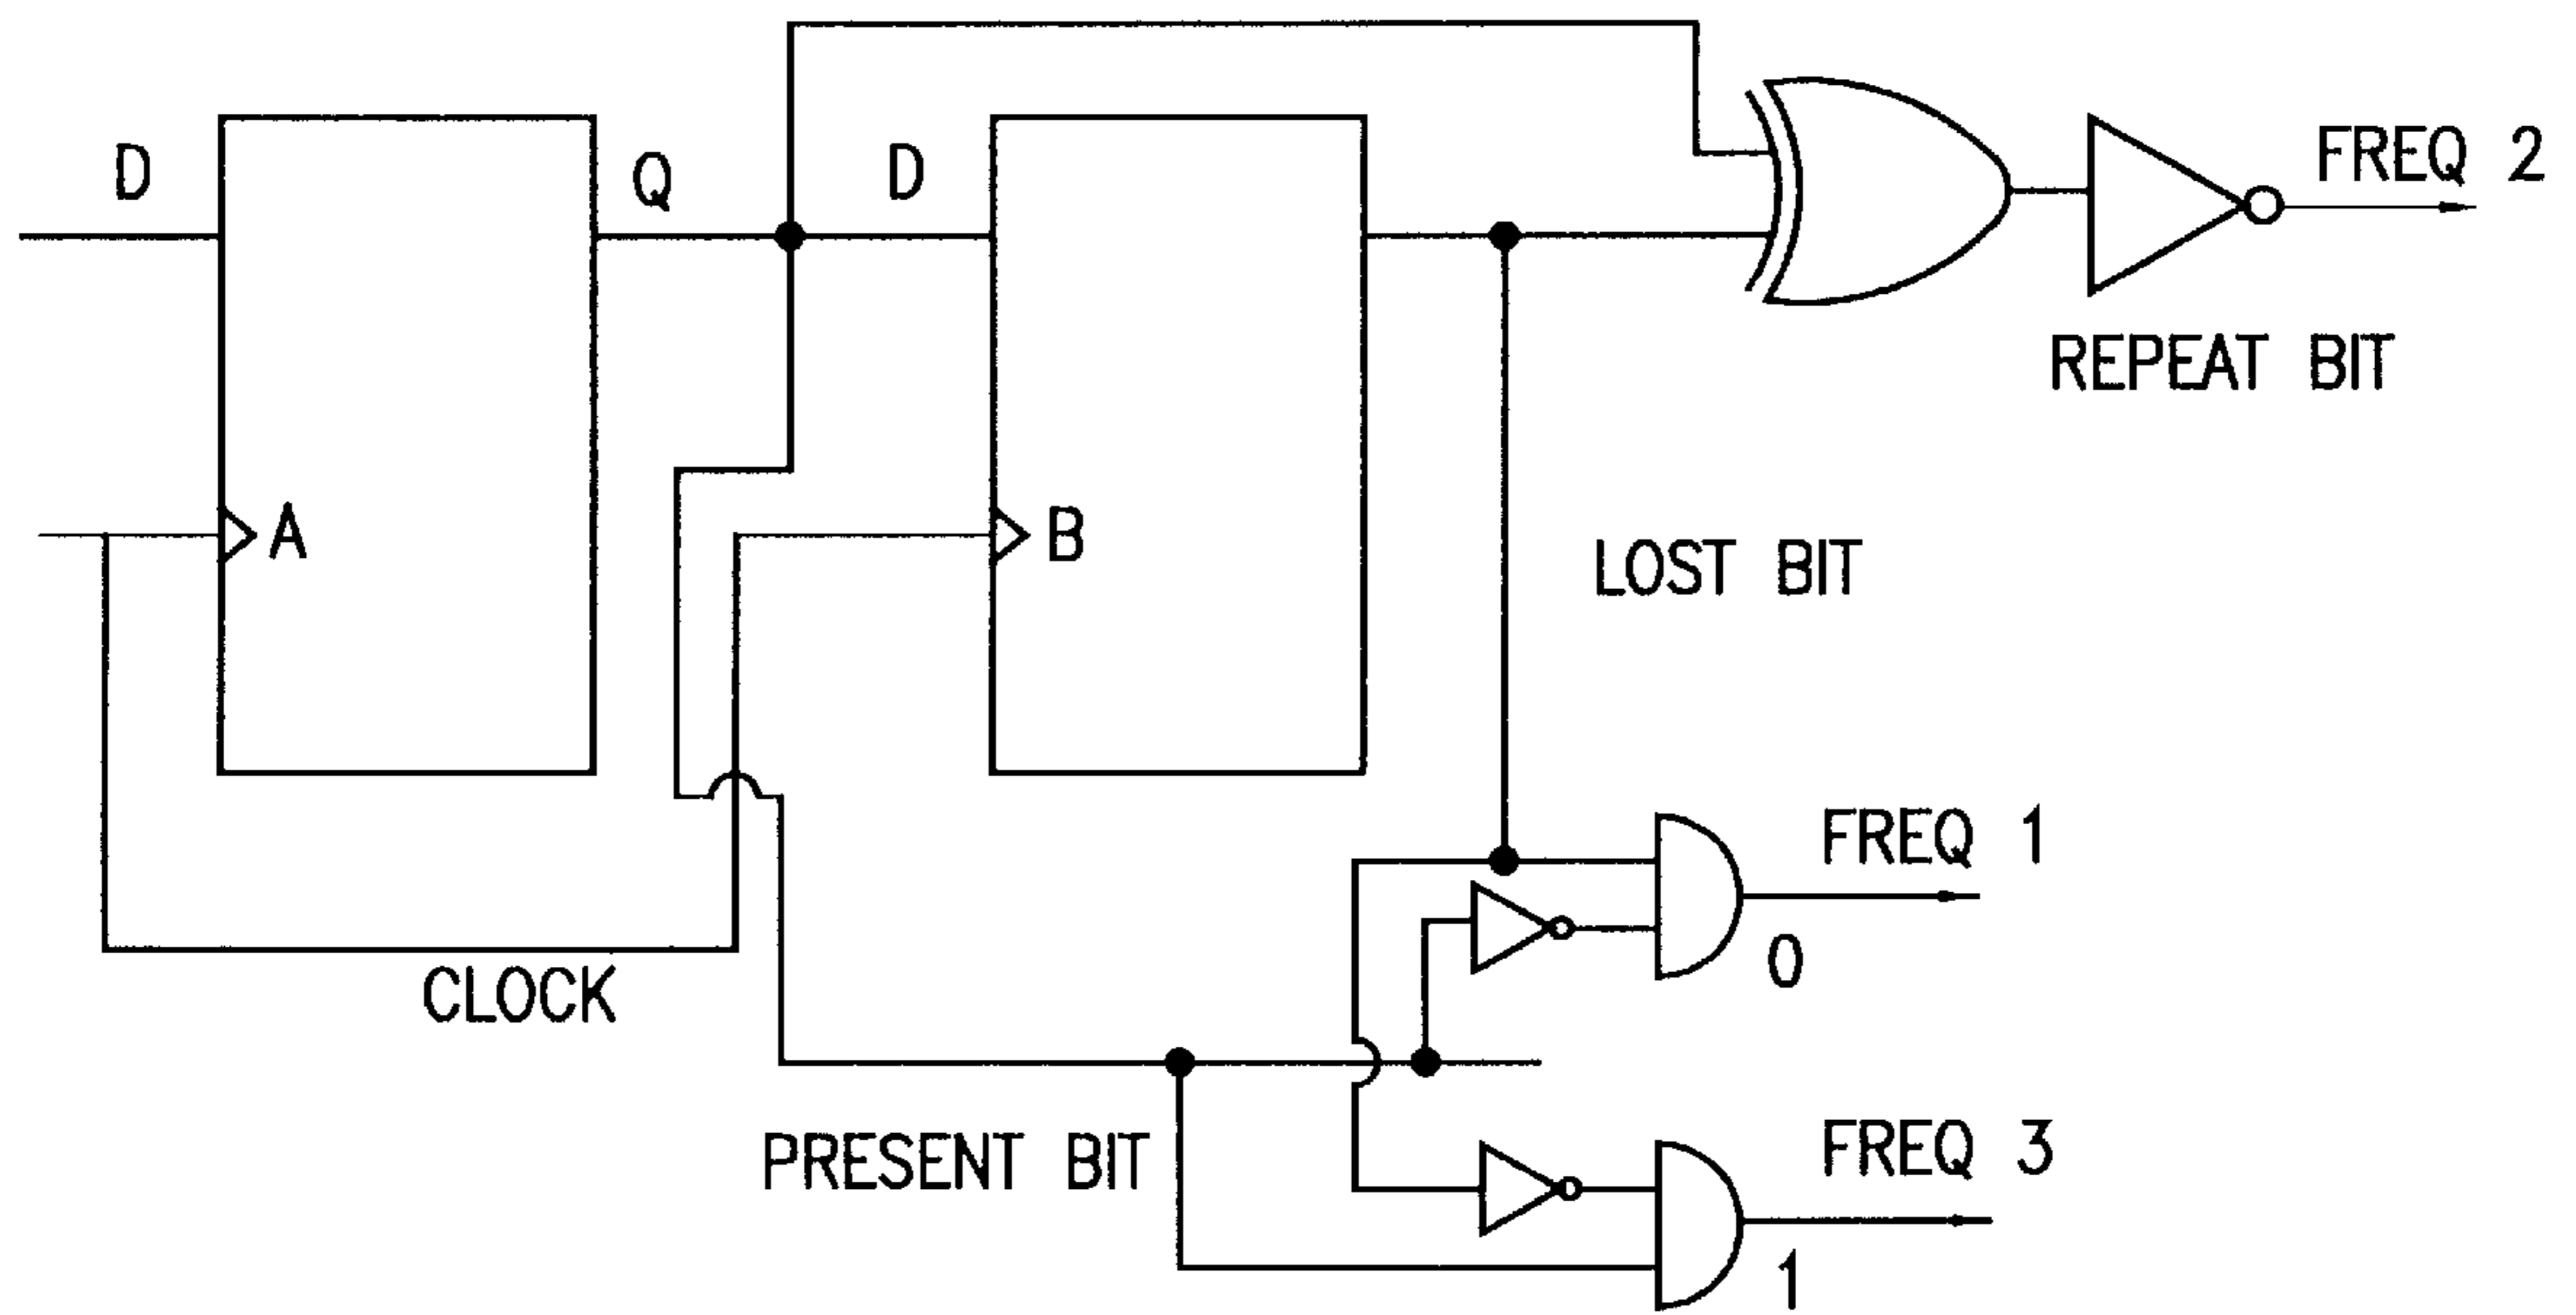 D
Q
D
FREQ 2
REPEAT BIT
A
B
LOST BIT
FREQ 1
0
CLOCK
PRESENT BIT
FREQ 3
1